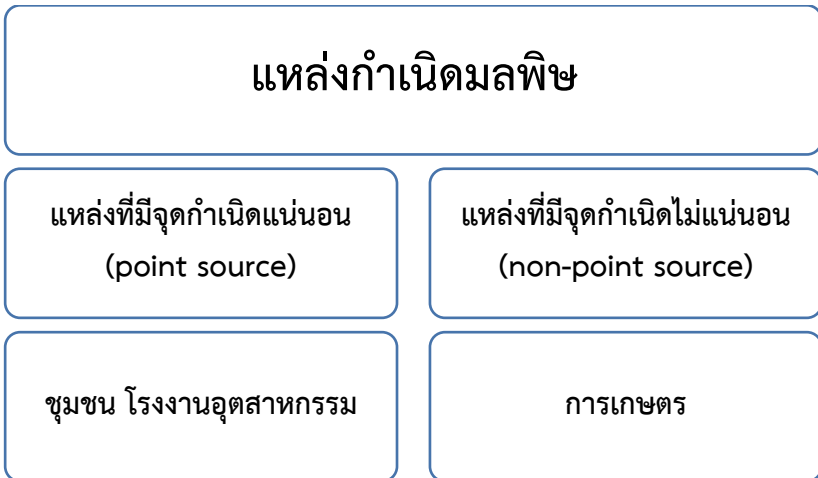 แหล่งกำเนิดมลพิษ
แหล่งที่มีจุดกำเนิดแน่นอน
(point source)
แหล่งที่มีจุดกำเนิดไม่แน่นอน
(non-point source)
ชุมชน โรงงานอุตสาหกรรม
การเกษตร